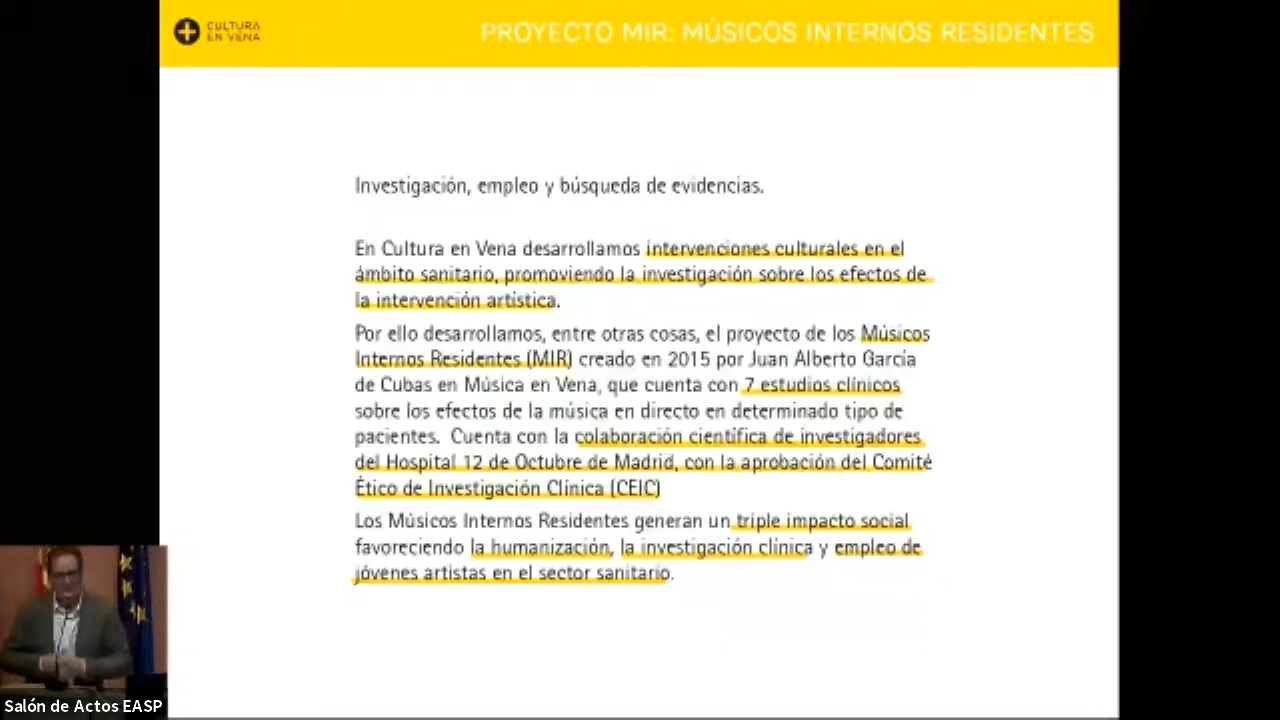 CULTURA
EN VENA
PROYECTO MIR: MÚSICOS INTERNOS RESIDENTES
Investigación, empleo y búsqueda de evidencias.
En Cultura en Vena desarrollamos intervenciones culturales en el
ámbito sanitario, promoviendo la investigación sobre los efectos de
la intervención artística.
Por ello desarrollamos, entre otras cosas, el proyecto de los Músicos
Internos Residentes (MIR) creado en 2015 por Juan Alberto García
de Cubas en Música en Vena, que cuenta con 7 estudios clínicos
sobre los efectos de la música en directo en determinado tipo de
pacientes. Cuenta con la colaboración científica de investigadores
del Hospital 12 de Octubre de Madrid, con la aprobación del Comité
Ético de Investigación Clínica (CEIC)
Los Músicos Internos Residentes generan un triple impacto social
favoreciendo la humanización, la investigación clínica y empleo de
jóvenes artistas en el sector sanitario.
Salón de Actos EASP